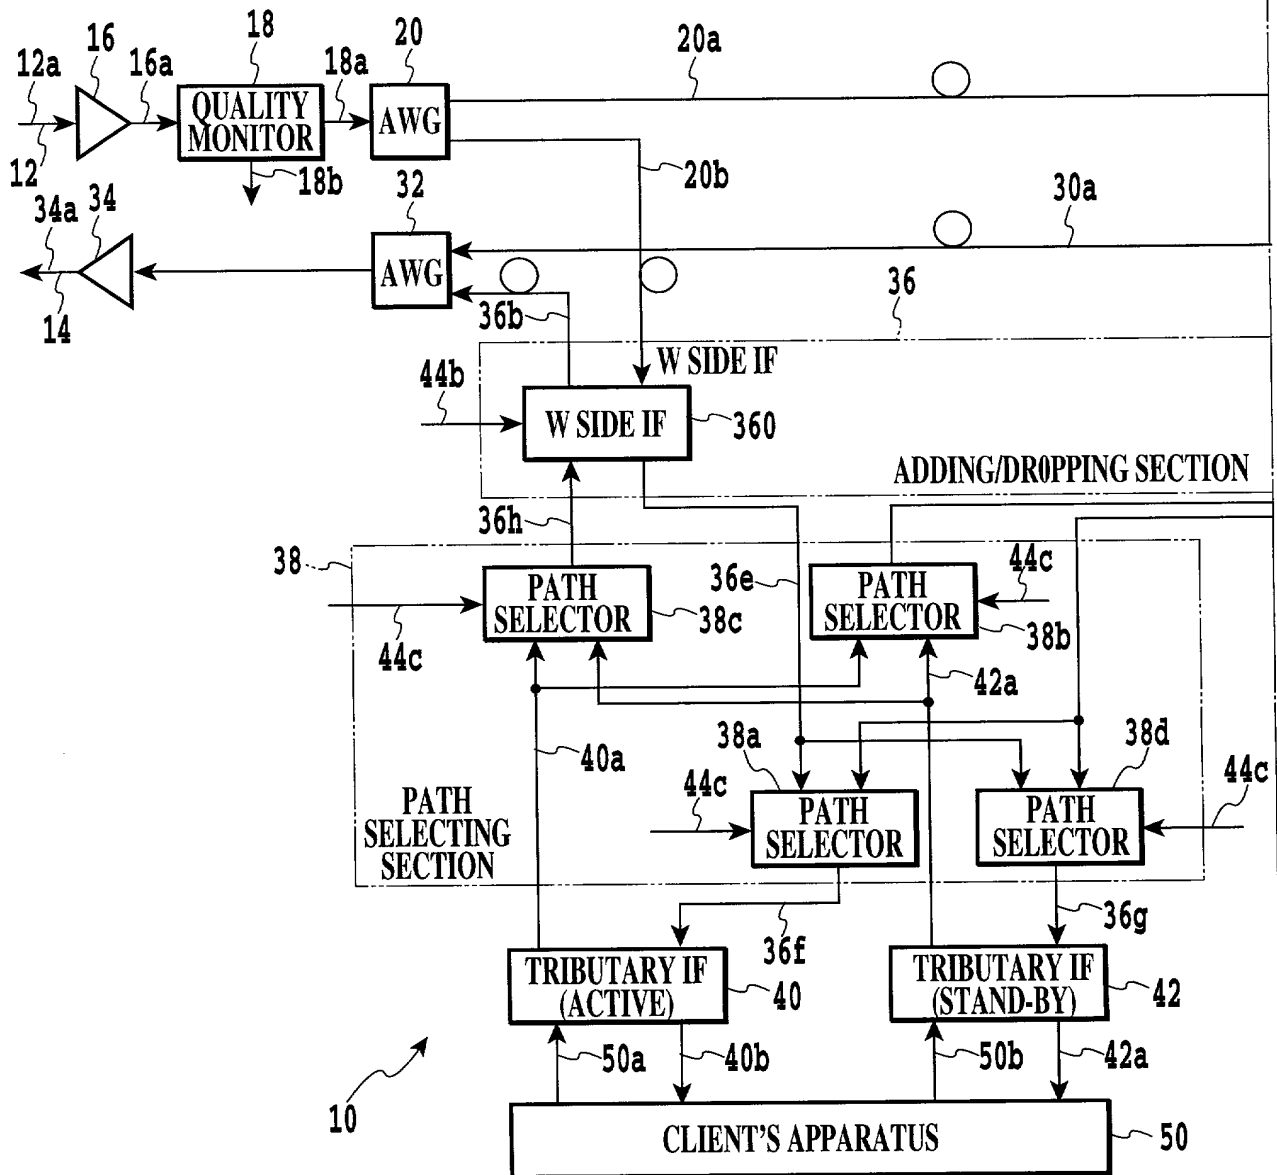 16
18
20
20a
12a
16a
18a
QUALITY
MONITOR
AWG
12
18b
20b
34a
34
32
30a
AWG
36
14
36b
W SIDE IF
44b
W SIDE IF
360
ADDING/DR0PPING SECTION
36h
38
36e
44c
PATH
SELECTOR
38c
PATH
SELECTOR
38b
44c
42a
40a
38a
38d
44c
44c
PATH
SELECTING
SECTION
PATH
SELECTOR
PATH
SELECTOR
36f
36g
TRIBUTARY IF
(ACTIVE)
40
TRIBUTARY IF
(STAND-BY)
42
50a
40b
50b
42a
10
CLIENT'S APPARATUS
50